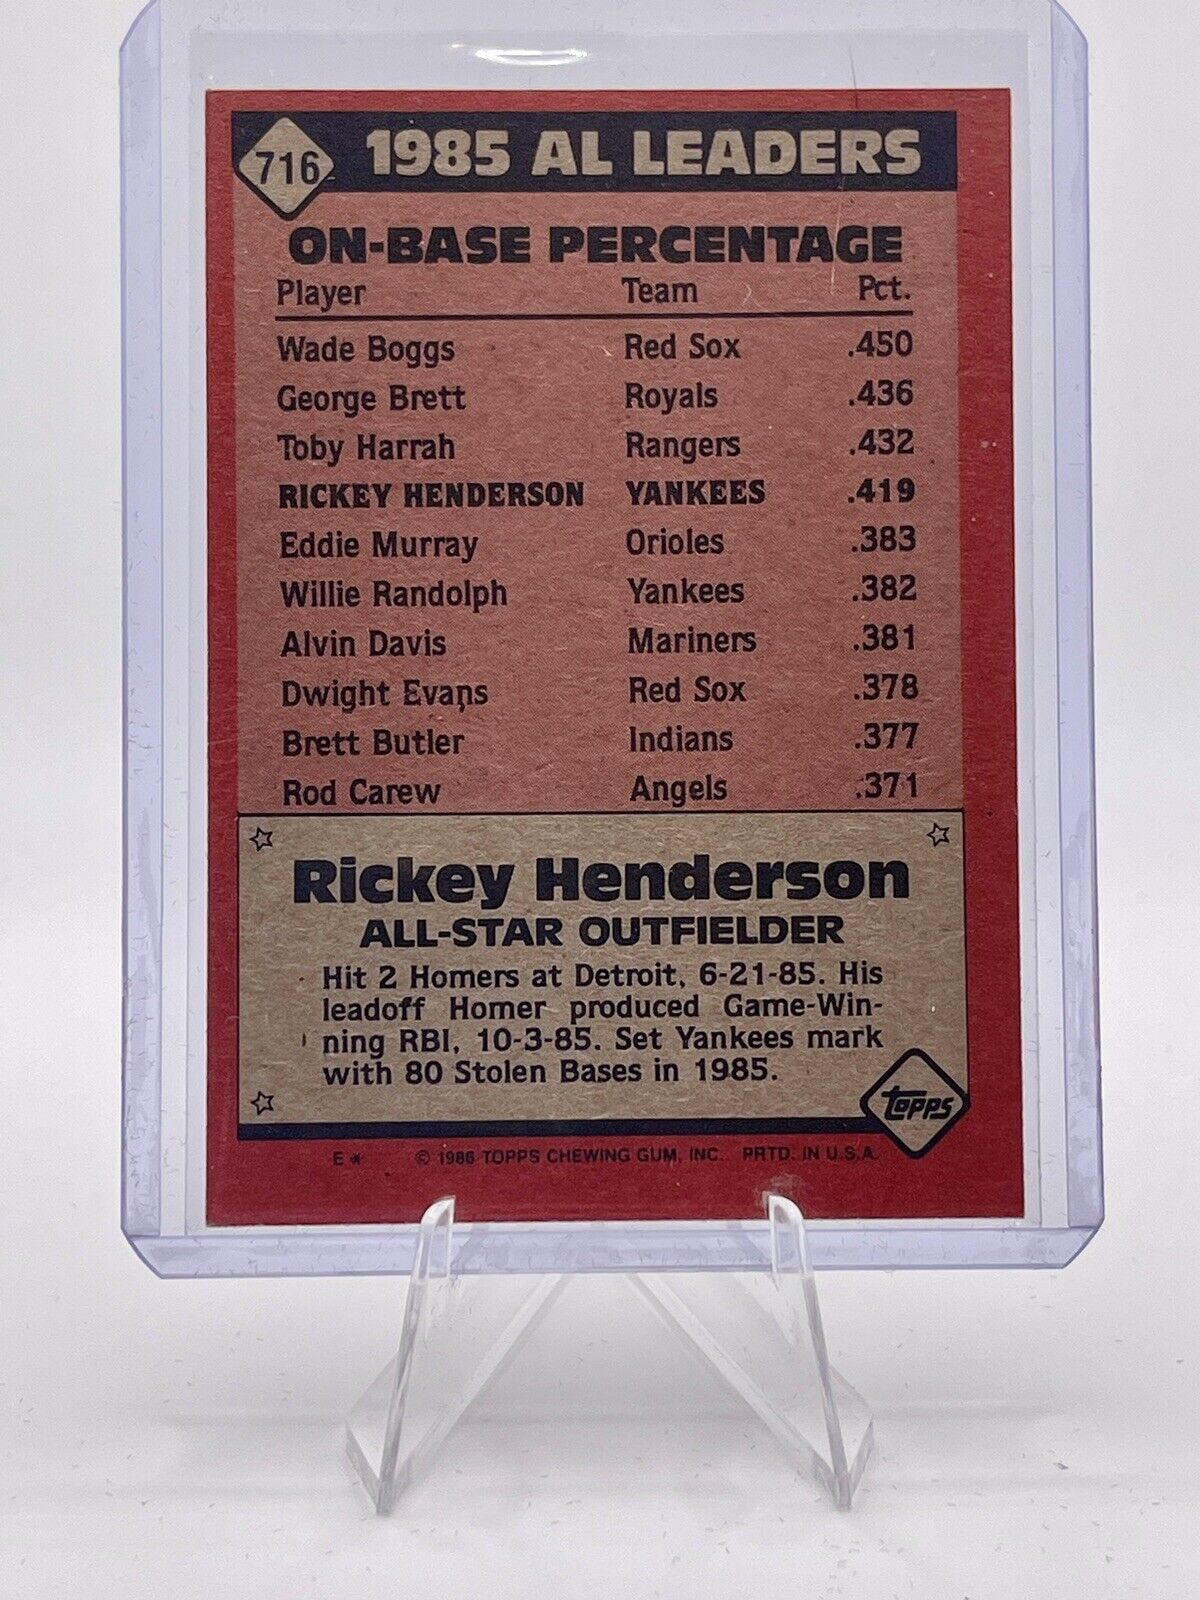 716 1985 AL LEADERS
ON-BASE PERCENTAGE
Player Team Pct.
Wade Boggs Red Sox .450
George Brett Royals .436
Toby Harrah Rangers .432
RICKEY HENDERSON YANKEES .419
Eddie Murray Orioles .383
Willie Randolph Yankees .382
Alvin Davis Mariners .381
Dwight Evans Red Sox .378
Brett Butler Indians .377
Rod Carew Angels .371
Rickey Henderson
ALL-STAR OUTFIELDER
Hit 2 Homers at Detroit, 6-21-85. His
leadoff Homer produced Game-Win-
ning RBI, 10-3-85. Set Yankees mark
with 80 Stolen Bases in 1985.
topps
E* © 1986 TOPPS CHEWING GUM, INC. PRTD. IN U.S.A.